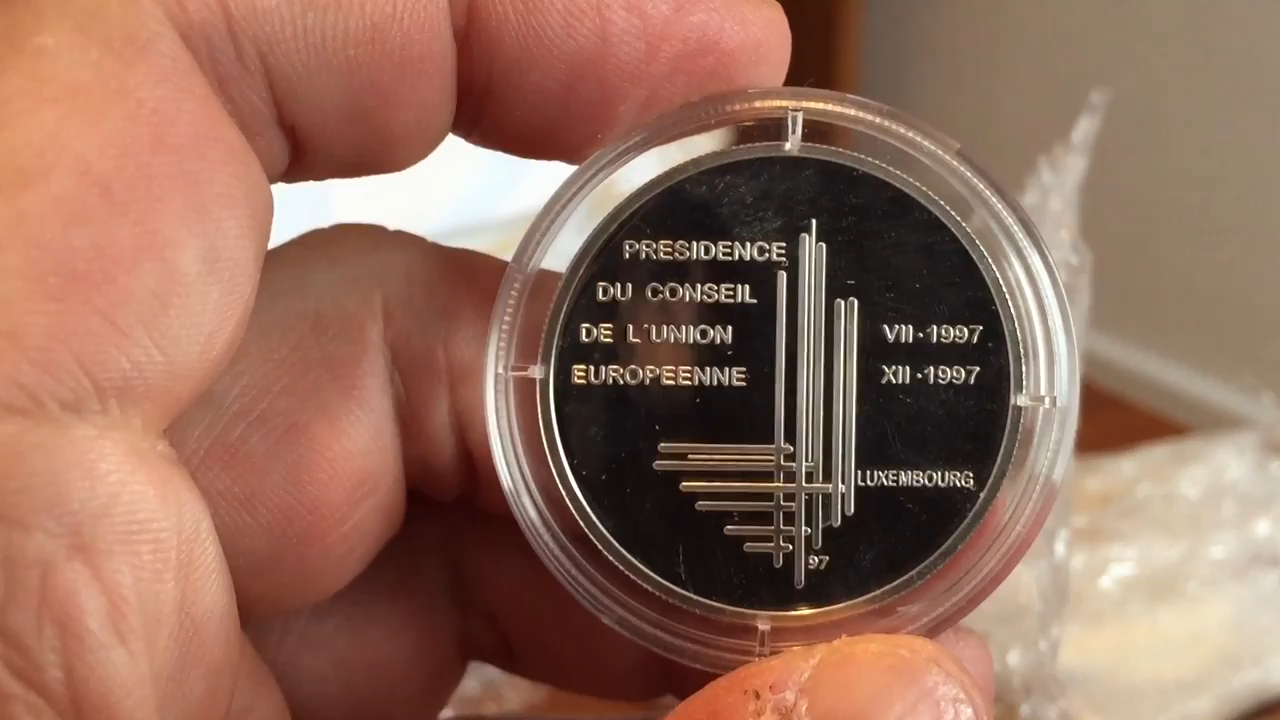 PRESIDENCE
DU CONSEIL
DE L'UNION
EUROPEENNE
VII·1997
XII·1997
LUXEMBOURG
97